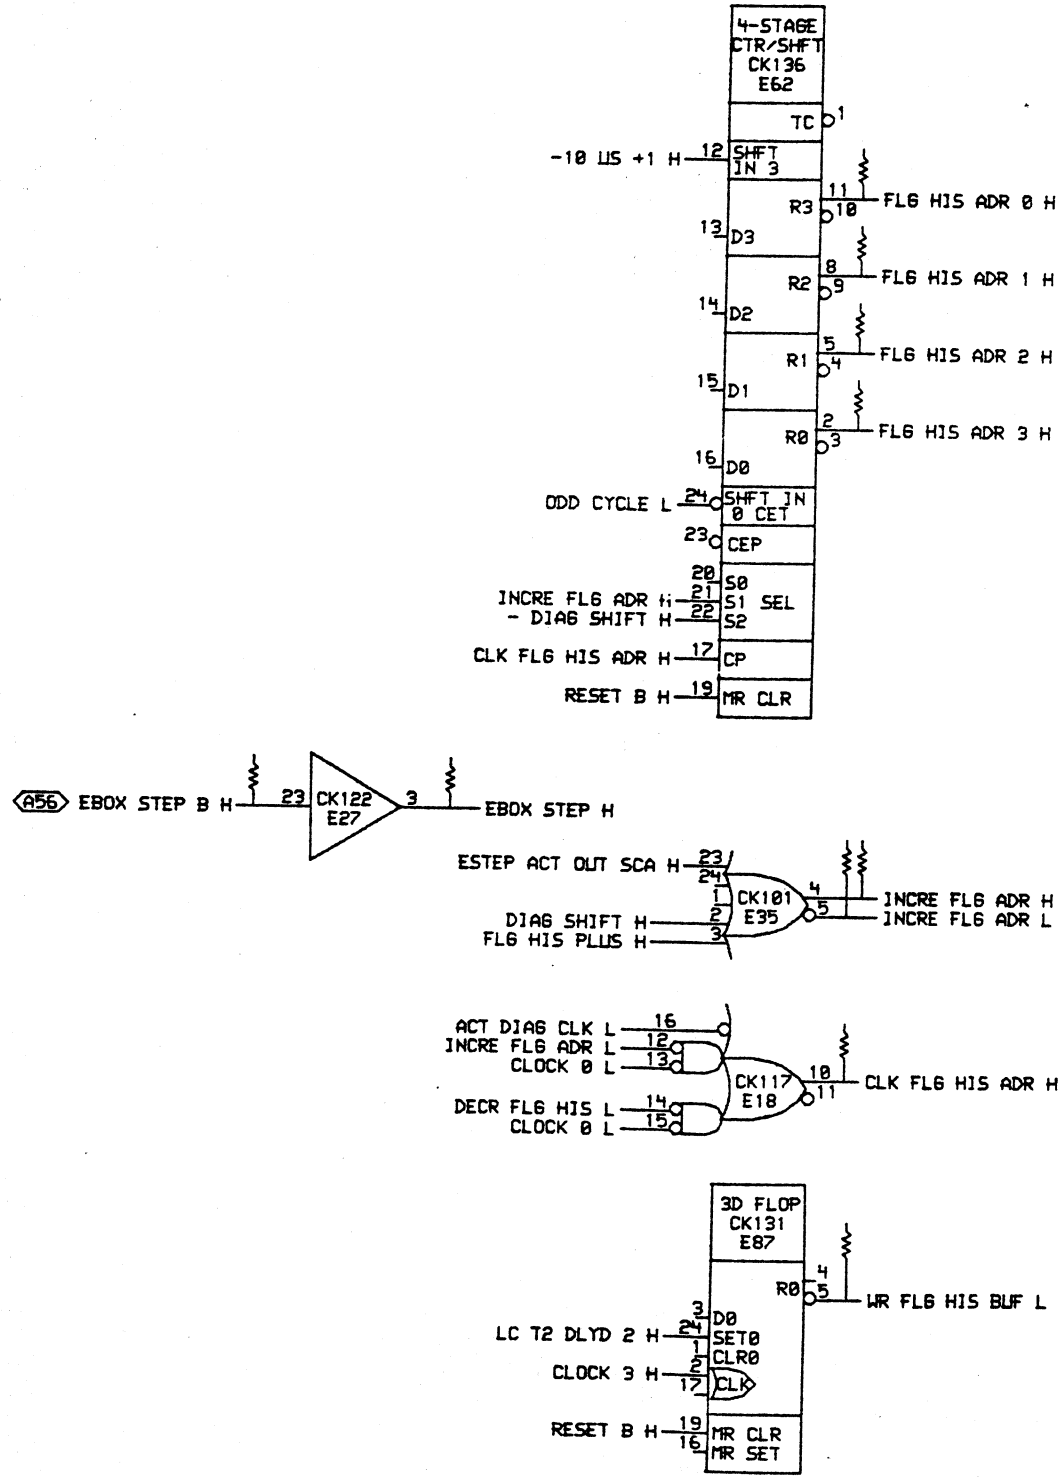 4-STAGE
CTR/SHFT
CK136
E62
TC 1
-10 US +1 H 12 SHFT
IN 3
R3 11 FLG HIS ADR 0 H
10
13 D3
R2 8 FLG HIS ADR 1 H
9
14 D2
R1 5 FLG HIS ADR 2 H
4
15 D1
R0 2 FLG HIS ADR 3 H
3
16 D0
ODD CYCLE L 24 SHFT IN
0 CET
23 CEP
20 S0
INCRE FLG ADR 21 S1 SEL
- DIAG SHIFT H 22 S2
CLK FLG HIS ADR H 17 CP
RESET B H 19 MR CLR
A56 EBOX STEP B H 23 CK122 3 EBOX STEP H
E27
ESTEP ACT OUT SCA H 23
24
1 CK101 4 INCRE FLG ADR H
DIAG SHIFT H 2 E35 5 INCRE FLG ADR L
FLG HIS PLUS H 3
ACT DIAG CLK L 16
INCRE FLG ADR L 12
CLOCK 0 L 13 CK117 10 CLK FLG HIS ADR H
E18 11
DECR FLG HIS L 14
CLOCK 0 L 15
3D FLOP
CK131
E87
R0 4
5 WR FLG HIS BUF L
3 D0
LC T2 DLYD 2 H 24 SET0
1 CLR0
CLOCK 3 H 2 CLK
17
RESET B H 19 MR CLR
16 MR SET